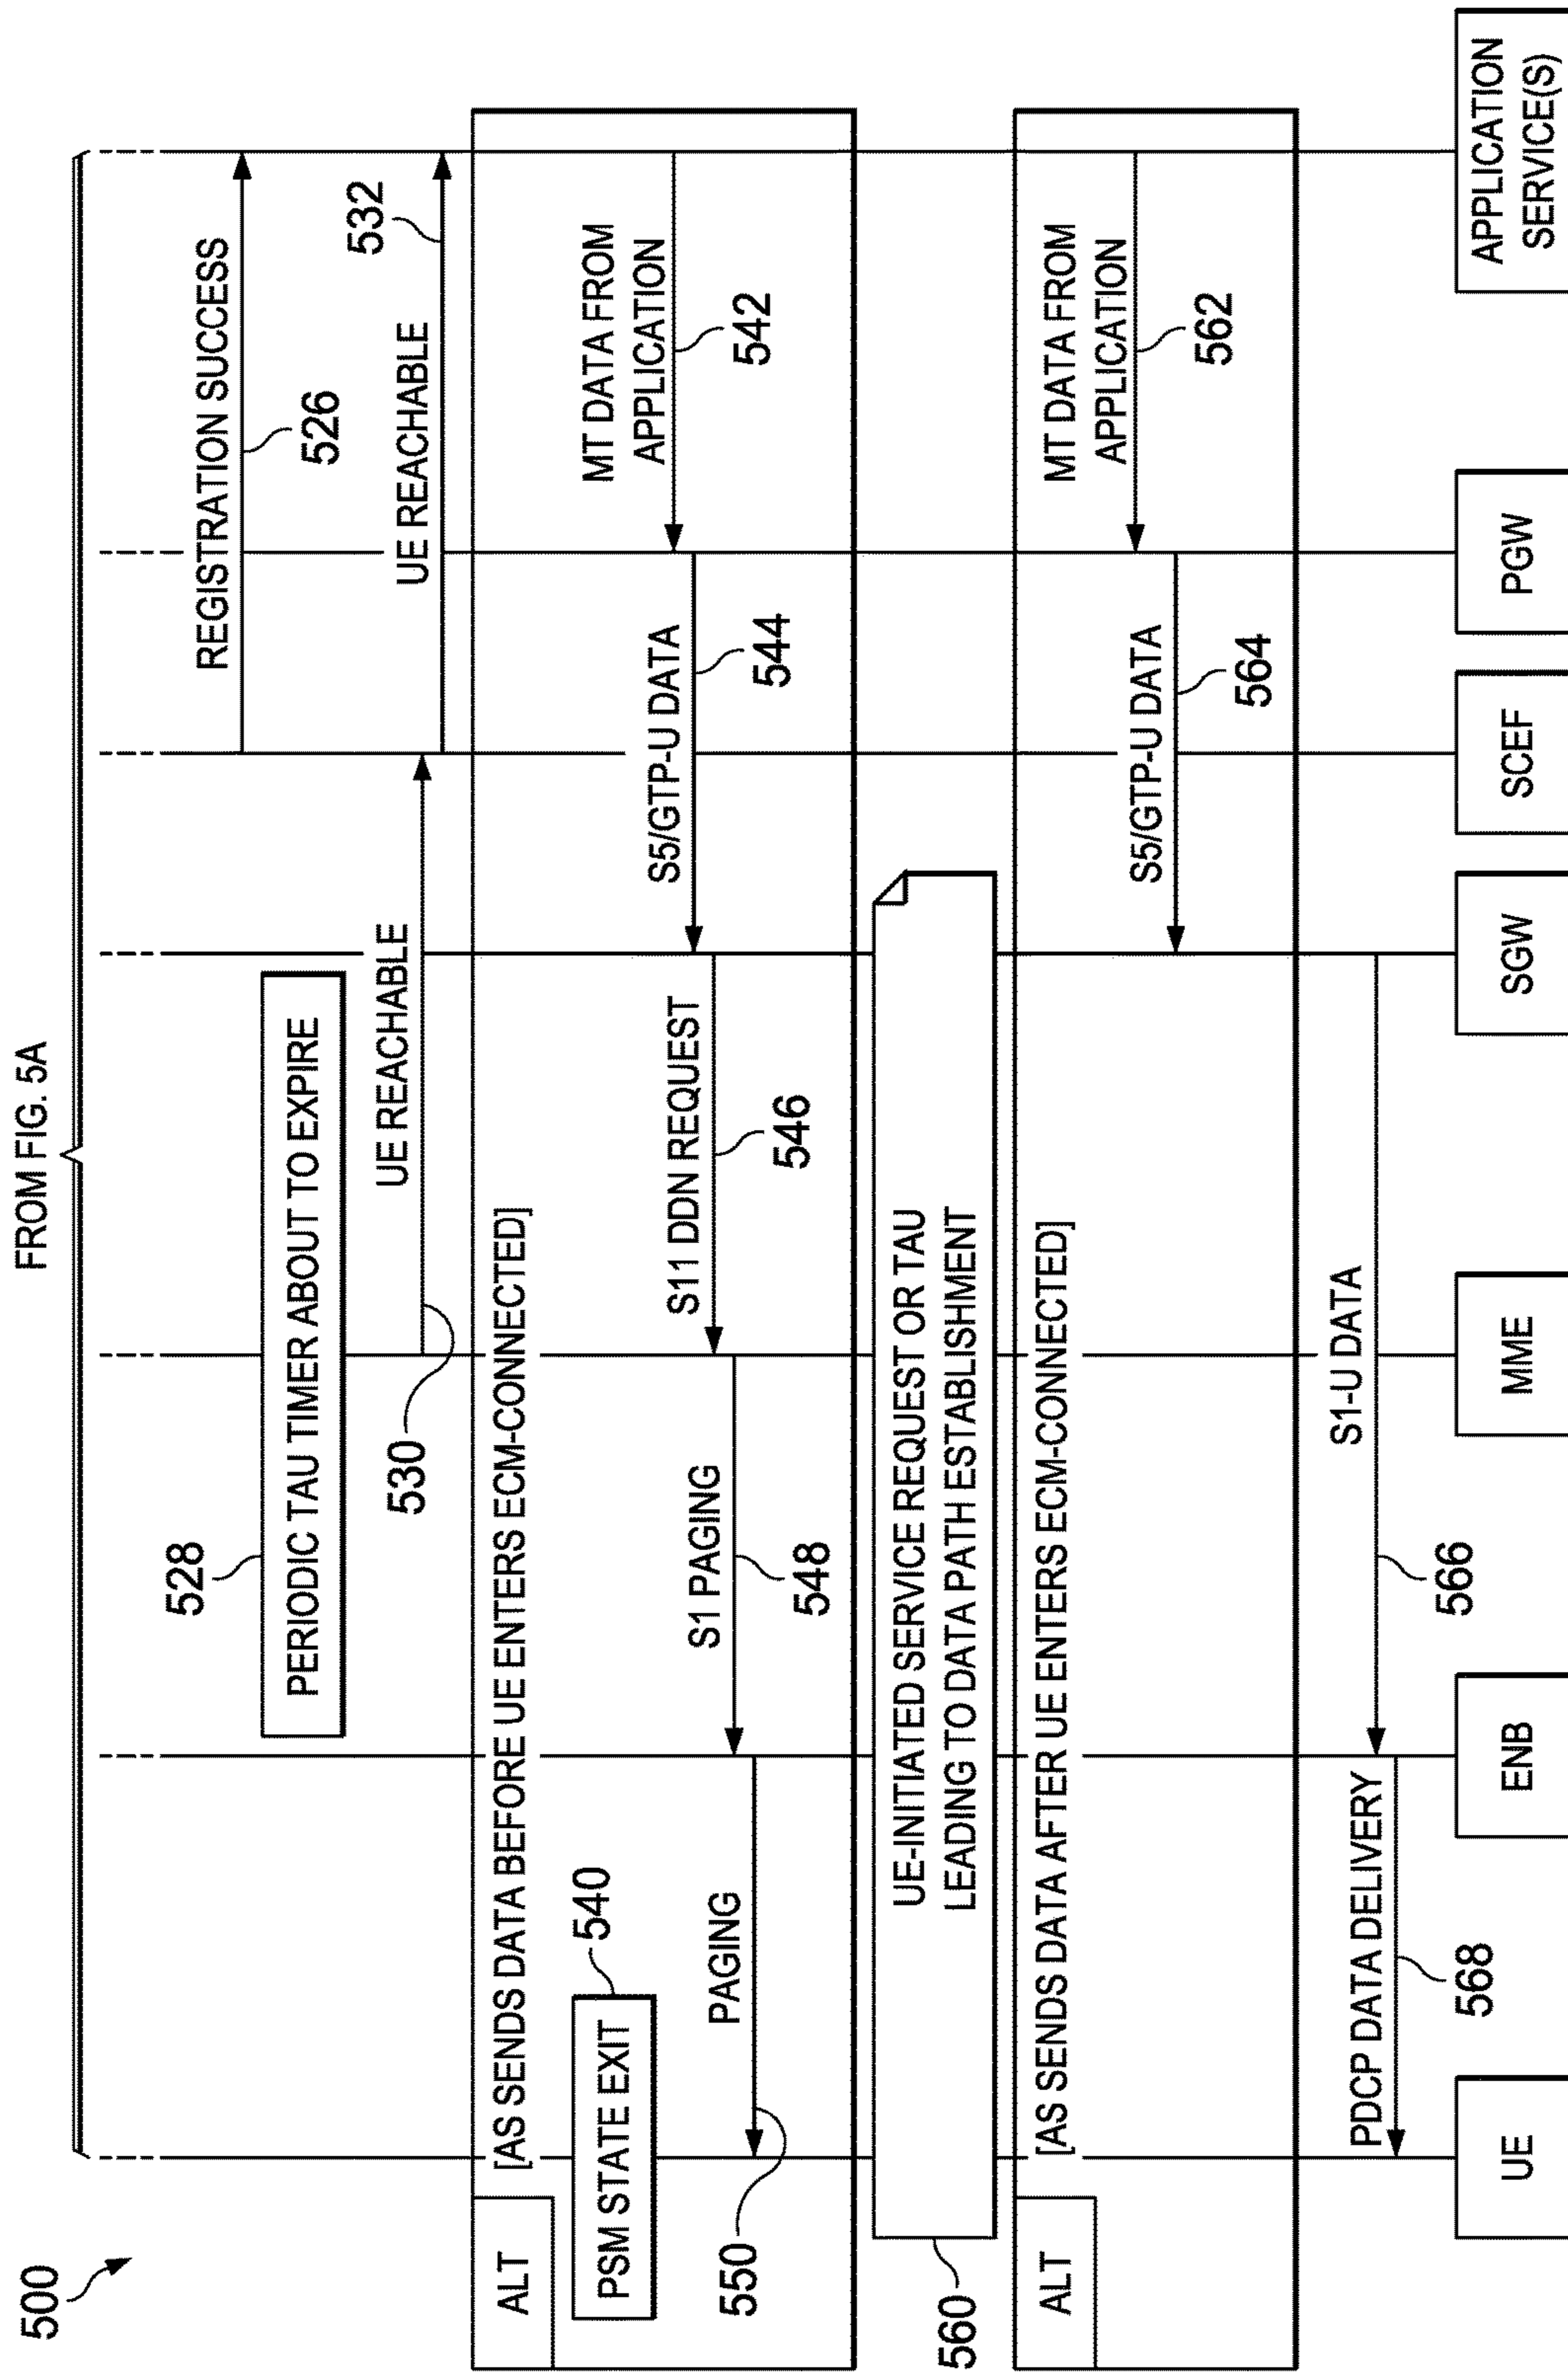 FROM FIG. 5A
500
REGISTRATION SUCCESS
526
528
PERIODIC TAU TIMER ABOUT TO EXPIRE
UE REACHABLE
530
UE REACHABLE
532
ALT
[AS SENDS DATA BEFORE UE ENTERS ECM-CONNECTED]
PSM STATE EXIT
540
MT DATA FROM
APPLICATION
542
S5/GTP-U DATA
544
S11 DDN REQUEST
546
S1 PAGING
548
PAGING
550
560
UE-INITIATED SERVICE REQUEST OR TAU
LEADING TO DATA PATH ESTABLISHMENT
ALT
[AS SENDS DATA AFTER UE ENTERS ECM-CONNECTED]
MT DATA FROM
APPLICATION
562
S5/GTP-U DATA
564
S1-U DATA
566
PDCP DATA DELIVERY
568
UE
ENB
MME
SGW
SCEF
PGW
APPLICATION
SERVICE(S)